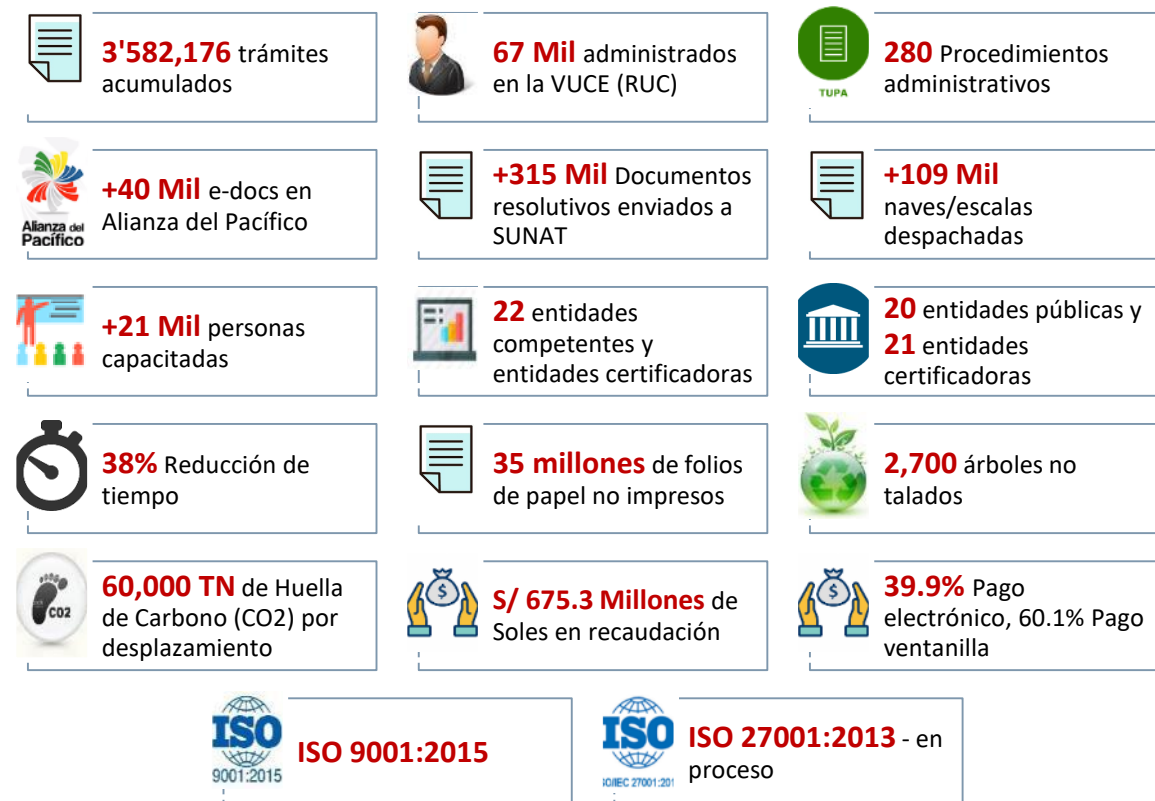 3'582,176 trámites
acumulados
67 Mil administrados
en la VUCE (RUC)
TUPA
280 Procedimientos
administrativos
Alianza del
Pacífico
+40 Mil e-docs en
Alianza del Pacífico
+315 Mil Documentos
resolutivos enviados a
SUNAT
+109 Mil
naves/escalas
despachadas
+21 Mil personas
capacitadas
22 entidades
competentes y
entidades certificadoras
20 entidades públicas y
21 entidades
certificadoras
38% Reducción de
tiempo
35 millones de folios
de papel no impresos
2,700 árboles no
talados
CO2
60,000 TN de Huella
de Carbono (CO2) por
desplazamiento
$
S/ 675.3 Millones de
Soles en recaudación
$
39.9% Pago
electrónico, 60.1% Pago
ventanilla
ISO
9001:2015
ISO 9001:2015
ISO
SO/IEC 27001:201
ISO 27001:2013 - en
proceso